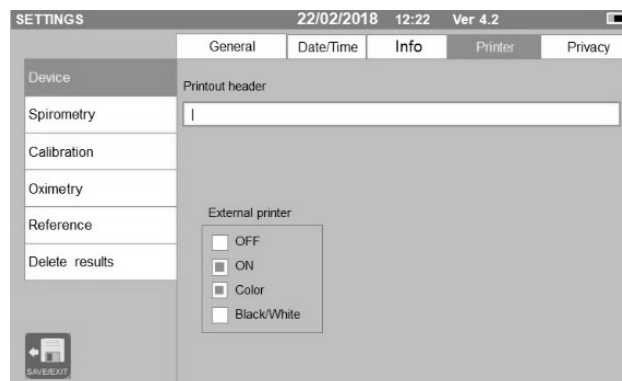 SETTINGS 22/02/2018 12:22 Ver 4.2
General Date/Time Info Printer Privacy
Device
Spirometry
Calibration
Oximetry
Reference
Delete results
Printout header
External printer
OFF
ON
Color
Black/White
SAVE/EXIT